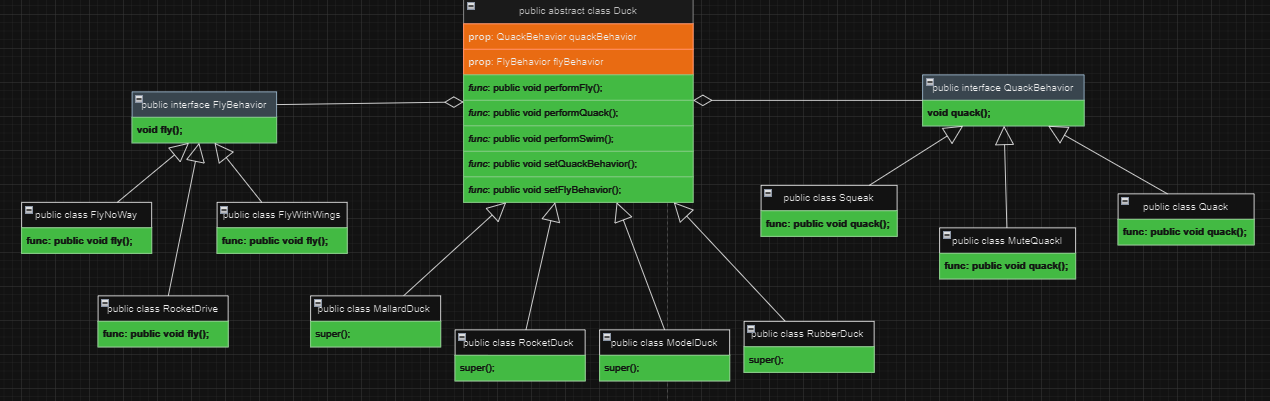 public abstract class Duck
prop: QuackBehavior quackBehavior
prop: FlyBehavior flyBehavior
func: public void performFly();
func: public void performQuack();
func: public void performSwim();
func: public void setQuackBehavior();
func: public void setFlyBehavior();
public interface FlyBehavior
void fly();
public interface QuackBehavior
void quack();
public class FlyNoWay
func: public void fly();
public class FlyWithWings
func: public void fly();
public class RocketDrive
func: public void fly();
public class MallardDuck
super();
public class RocketDuck
super();
public class ModelDuck
super();
public class RubberDuck
super();
public class Squeak
func: public void quack();
public class MuteQuackl
func: public void quack();
public class Quack
func: public void quack();